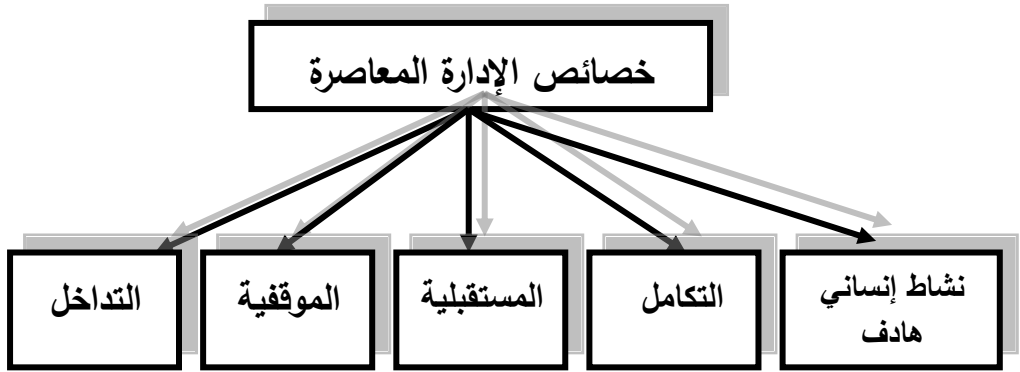 خصائص الإدارة المعاصرة
نشاط إنساني
هادف
التكامل
المستقبلية
الموقفية
التداخل